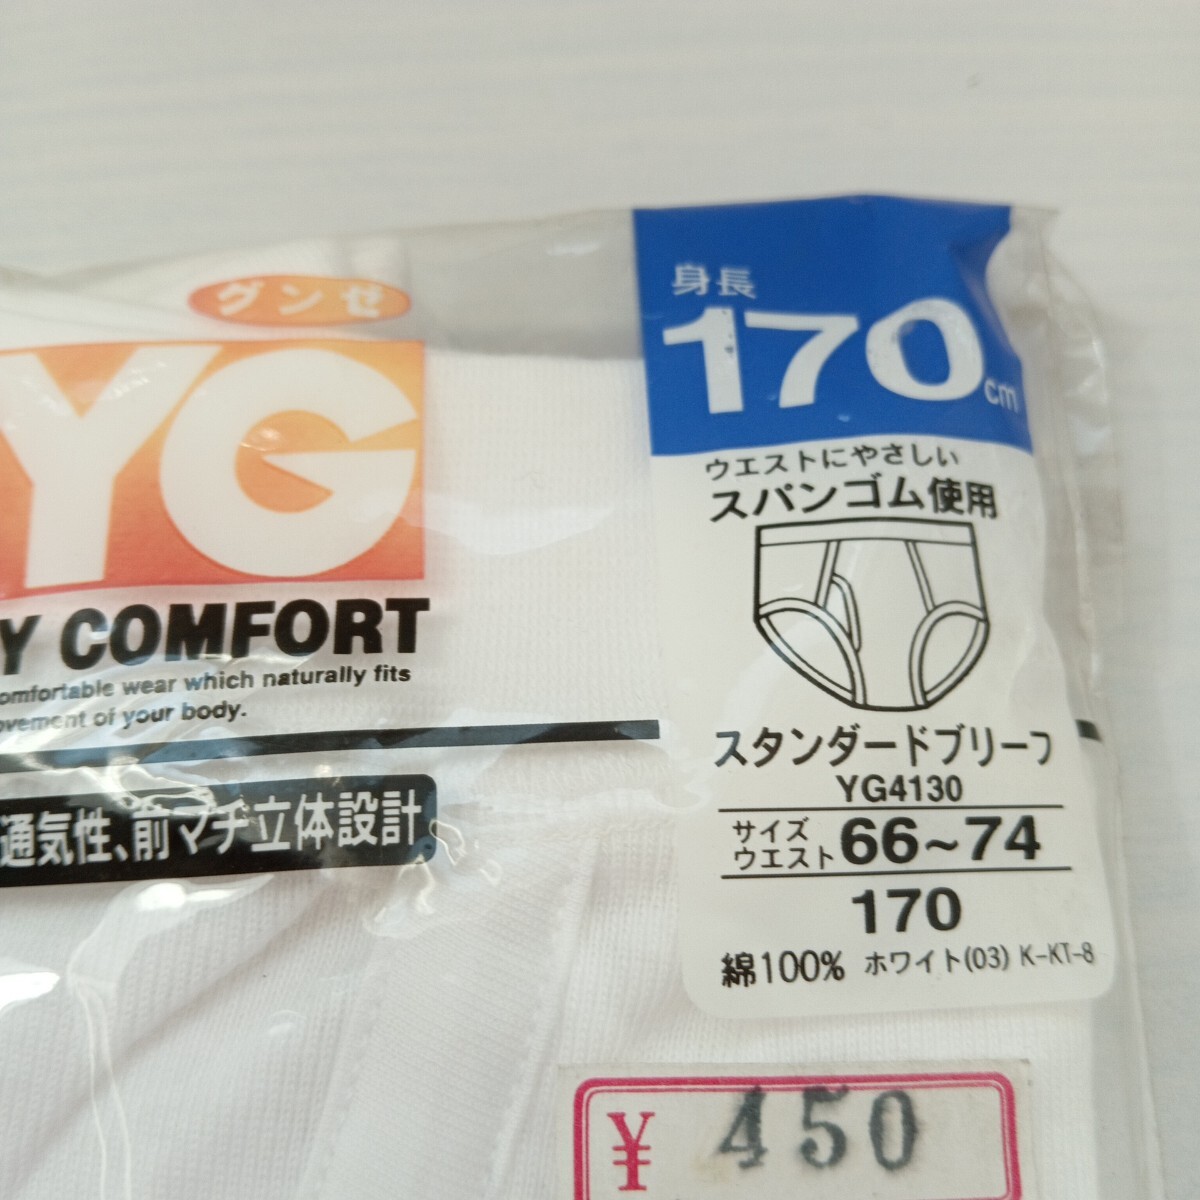 グンゼ
YG
Y COMFORT
omfortable wear which naturally fits
ovement of your body.
通気性、前マチ立体設計
身長
170cm
ウエストにやさしい
スパンゴム使用
スタンダードブリーフ
YG4130
サイズ
ウエスト 66~74
170
綿100% ホワイト(03) K-KT-8
¥ 450